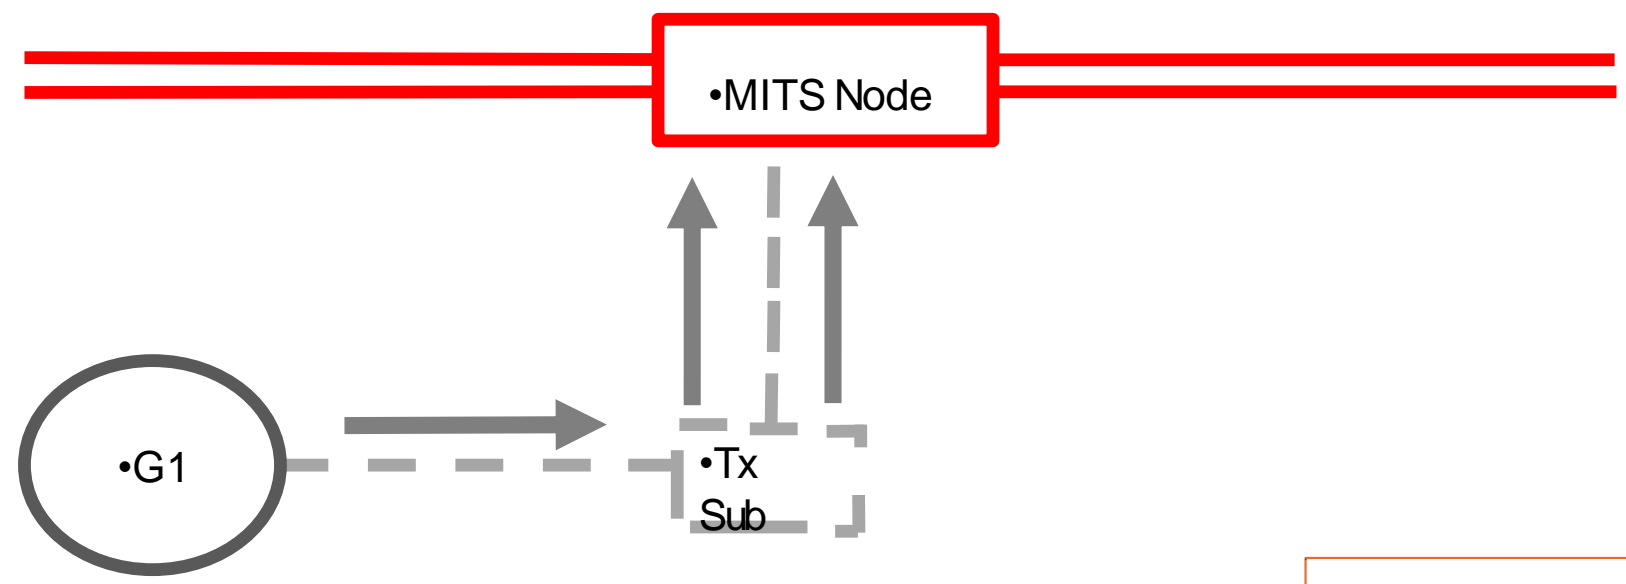 •MITS Node
•G1
•Tx
Sub